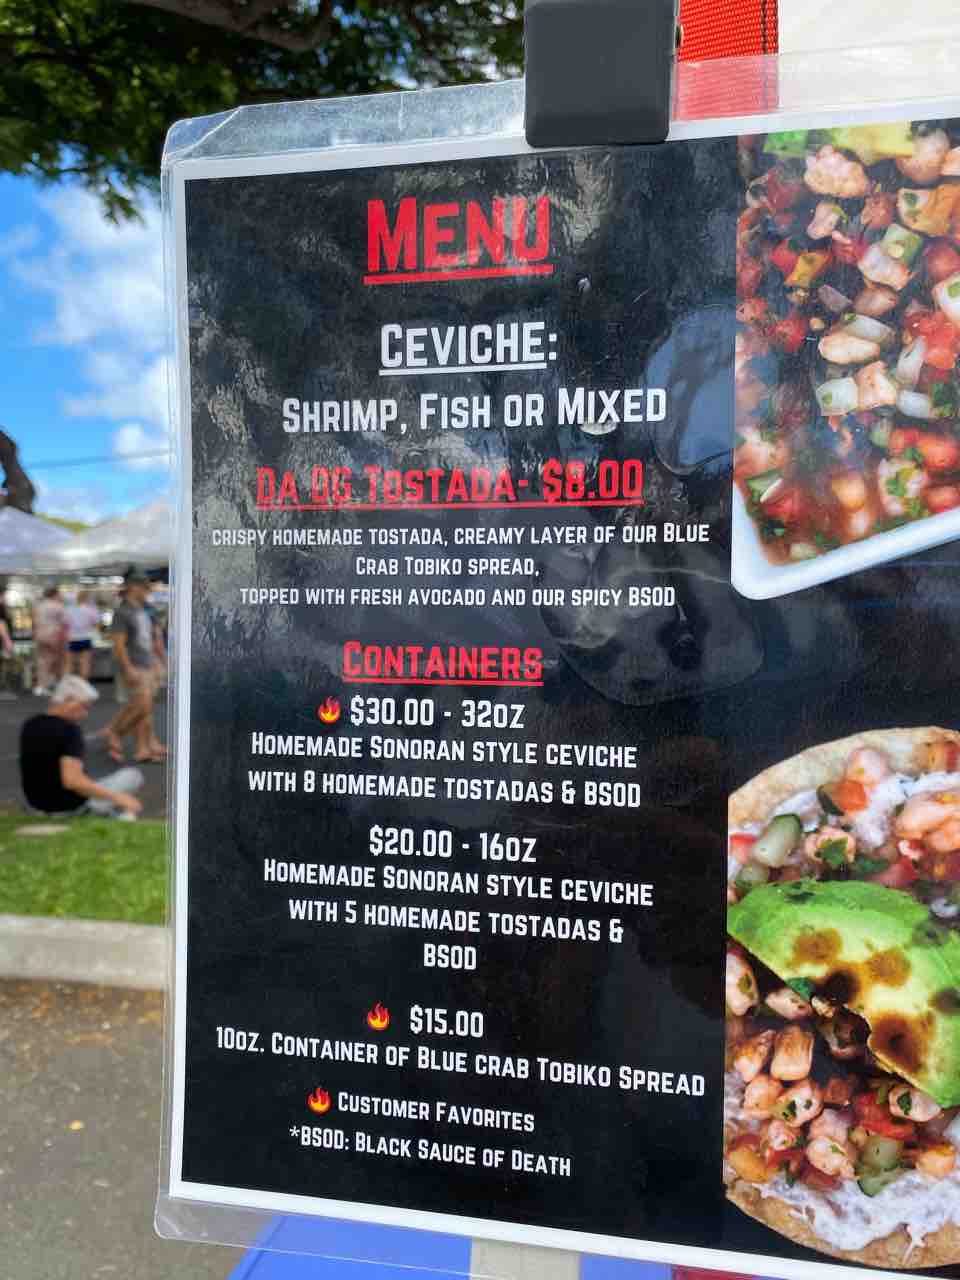 MENU
CEVICHE:
SHRIMP, FISH OR MIXED
DA OG TOSTADA- $8.00
CRISPY HOMEMADE TOSTADA, CREAMY LAYER OF OUR BLUE
CRAB TOBIKO SPREAD,
TOPPED WITH FRESH AVOCADO AND OUR SPICY BSOD
CONTAINERS
🔥 $30.00 - 32OZ
HOMEMADE SONORAN STYLE CEVICHE
WITH 8 HOMEMADE TOSTADAS & BSOD
$20.00 - 16OZ
HOMEMADE SONORAN STYLE CEVICHE
WITH 5 HOMEMADE TOSTADAS &
BSOD
🔥 $15.00
10OZ. CONTAINER OF BLUE CRAB TOBIKO SPREAD
🔥 CUSTOMER FAVORITES
*BSOD: BLACK SAUCE OF DEATH